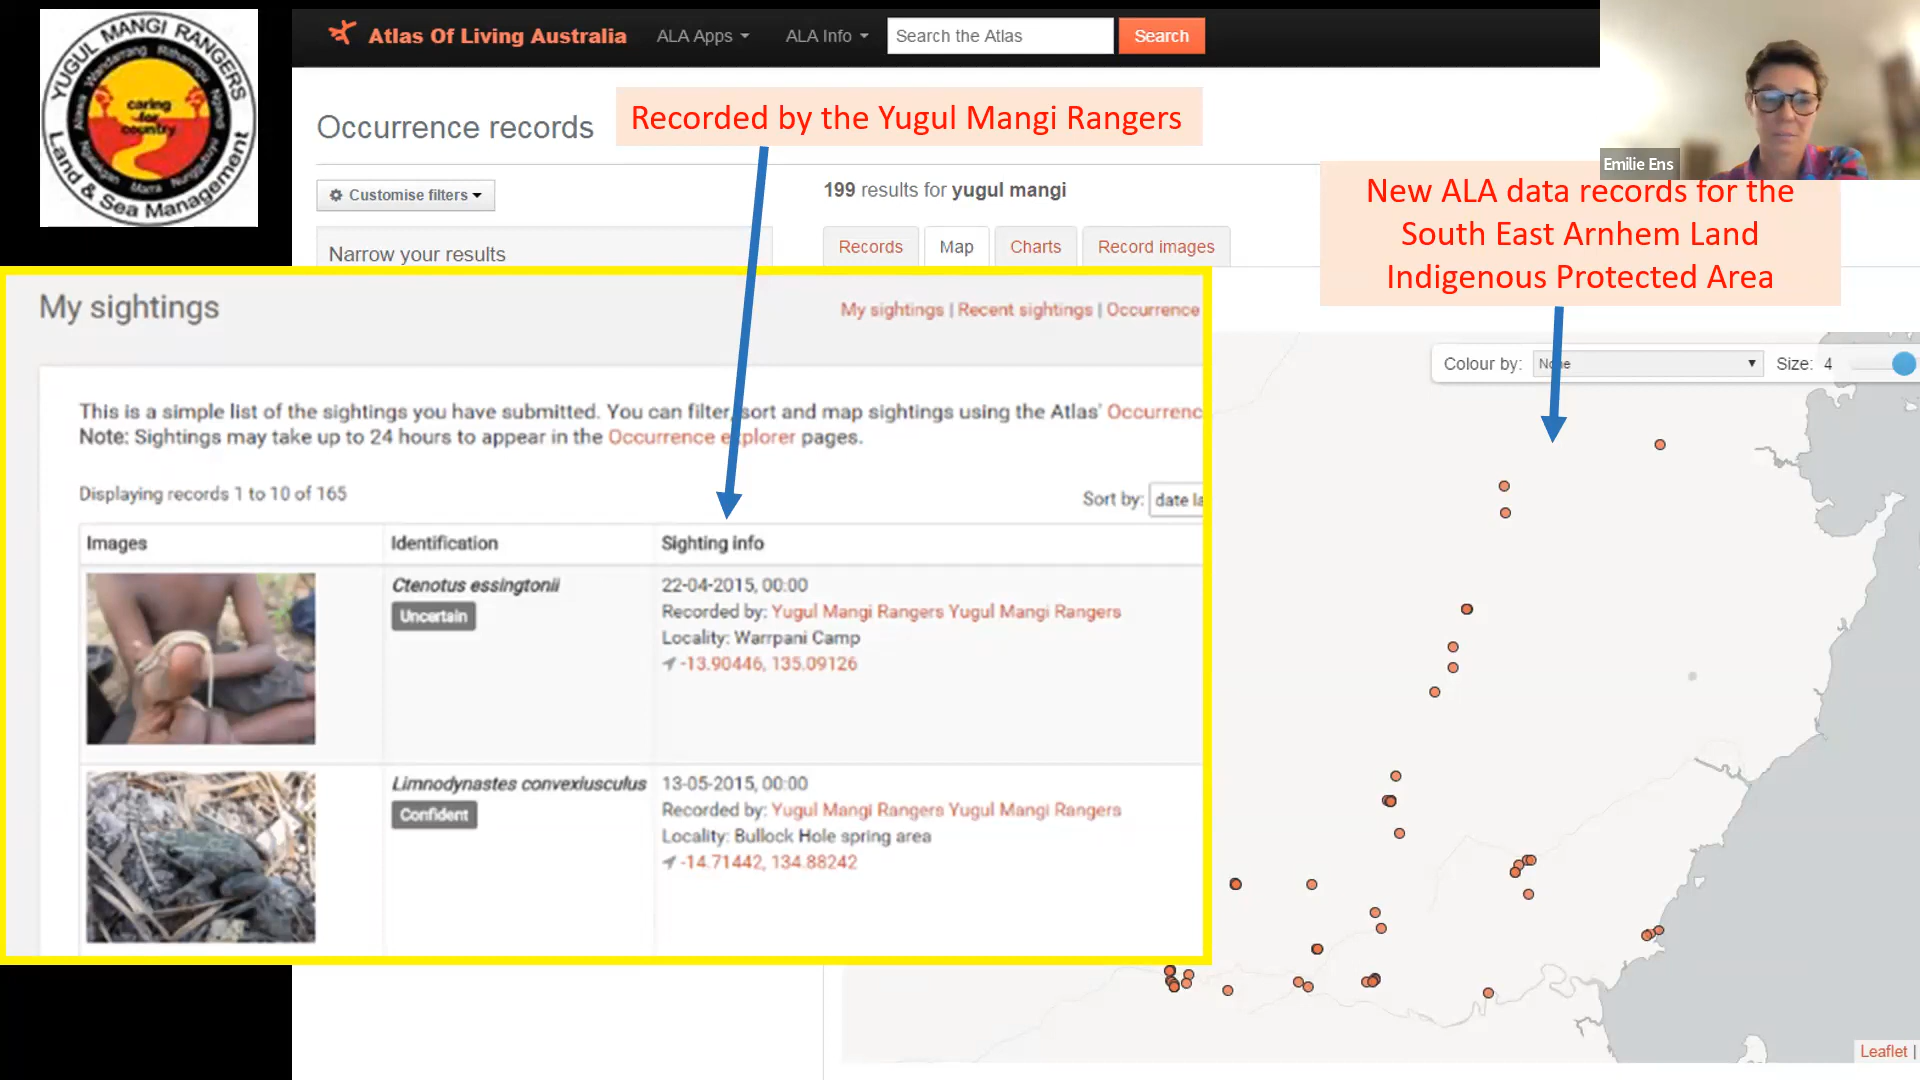 YUGUL MANGI RANGERS
caring
for
country
Land & Sea Management
Atlas Of Living Australia
ALA Apps
ALA Info
Search the Atlas
Search
Emilie Ens
Occurrence records
Recorded by the Yugul Mangi Rangers
New ALA data records for the
South East Arnhem Land
Indigenous Protected Area
Customise filters
199 results for yugul mangi
Narrow your results
Records
Map
Charts
Record images
My sightings
My sightings | Recent sightings | Occurrence
Colour by:
None
Size: 4
This is a simple list of the sightings you have submitted. You can filter, sort and map sightings using the Atlas' Occurrenc
Note: Sightings may take up to 24 hours to appear in the Occurrence explorer pages.
Displaying records 1 to 10 of 165
Sort by: date la
Images
Identification
Sighting info
Ctenotus essingtonii
Uncertain
22-04-2015, 00:00
Recorded by: Yugul Mangi Rangers Yugul Mangi Rangers
Locality: Warrpani Camp
-13.90446, 135.09126
Limnodynastes convexiusculus
Confident
13-05-2015, 00:00
Recorded by: Yugul Mangi Rangers Yugul Mangi Rangers
Locality: Bullock Hole spring area
-14.71442, 134.88242
Leaflet |